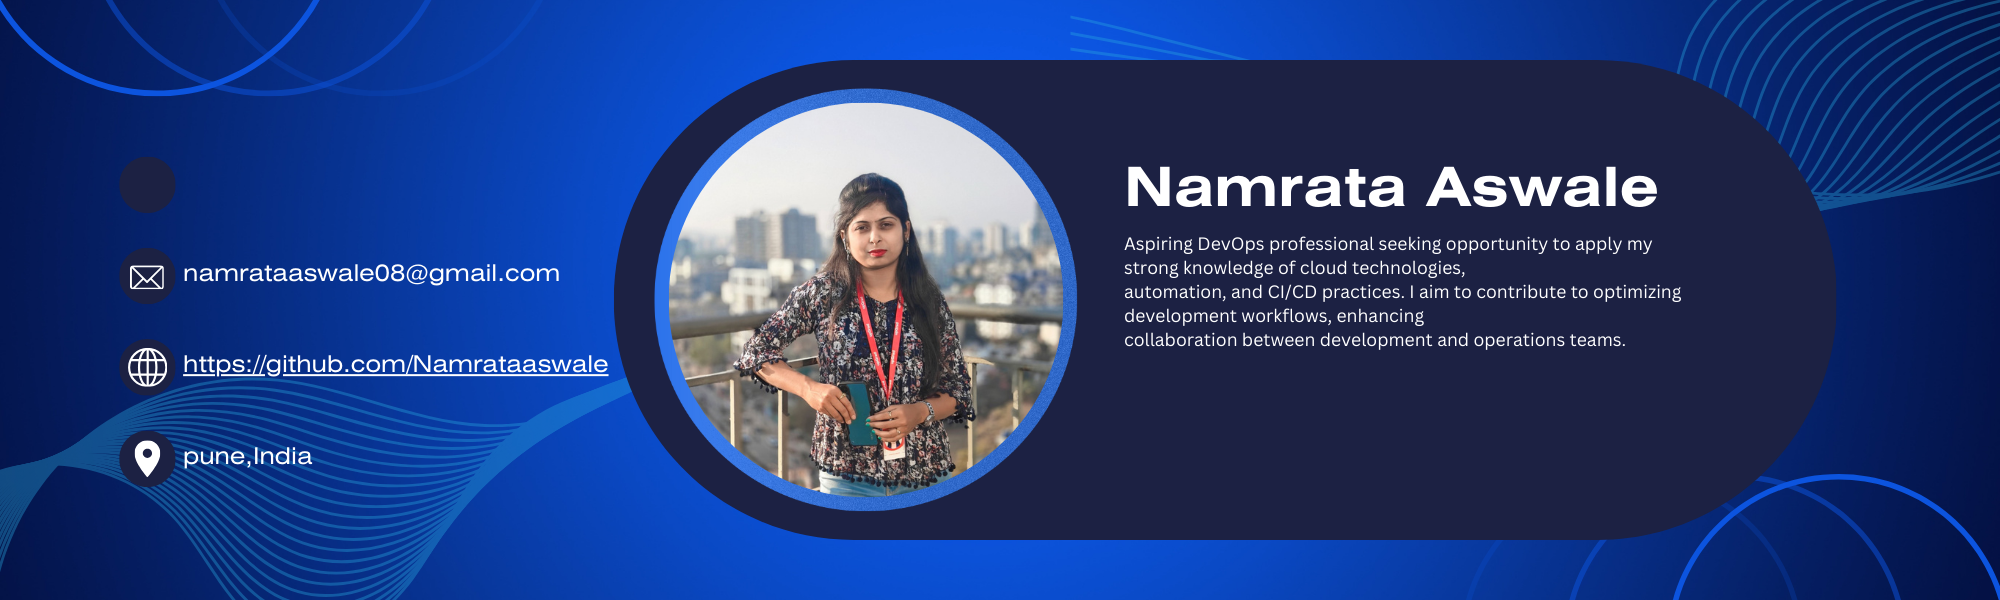 namrataaswale08@gmail.com
https://github.com/Namrataaswale
pune,India
Namrata Aswale
Aspiring DevOps professional seeking opportunity to apply my
strong knowledge of cloud technologies,
automation, and CI/CD practices. I aim to contribute to optimizing
development workflows, enhancing
collaboration between development and operations teams.